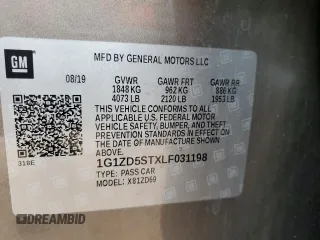 GM
MFD BY GENERAL MOTORS LLC
08/19 GVWR GAWR FRT GAWR RR
1848 KG 962 KG 886 KG
4073 LB 2120 LB 1953 LB
THIS VEHICLE CONFORMS TO ALL APPLICABLE
U.S. FEDERAL MOTOR VEHICLE
SAFETY, BUMPER, AND THEFT
PREVENTION STANDARDS IN EFFECT
ON THE DATE OF MANUFACTURE
SHOWN ABOVE.
318E
1G1ZD5STXLF031198
TYPE: PASS CAR
MODEL: X81ZD69
DREAMBID